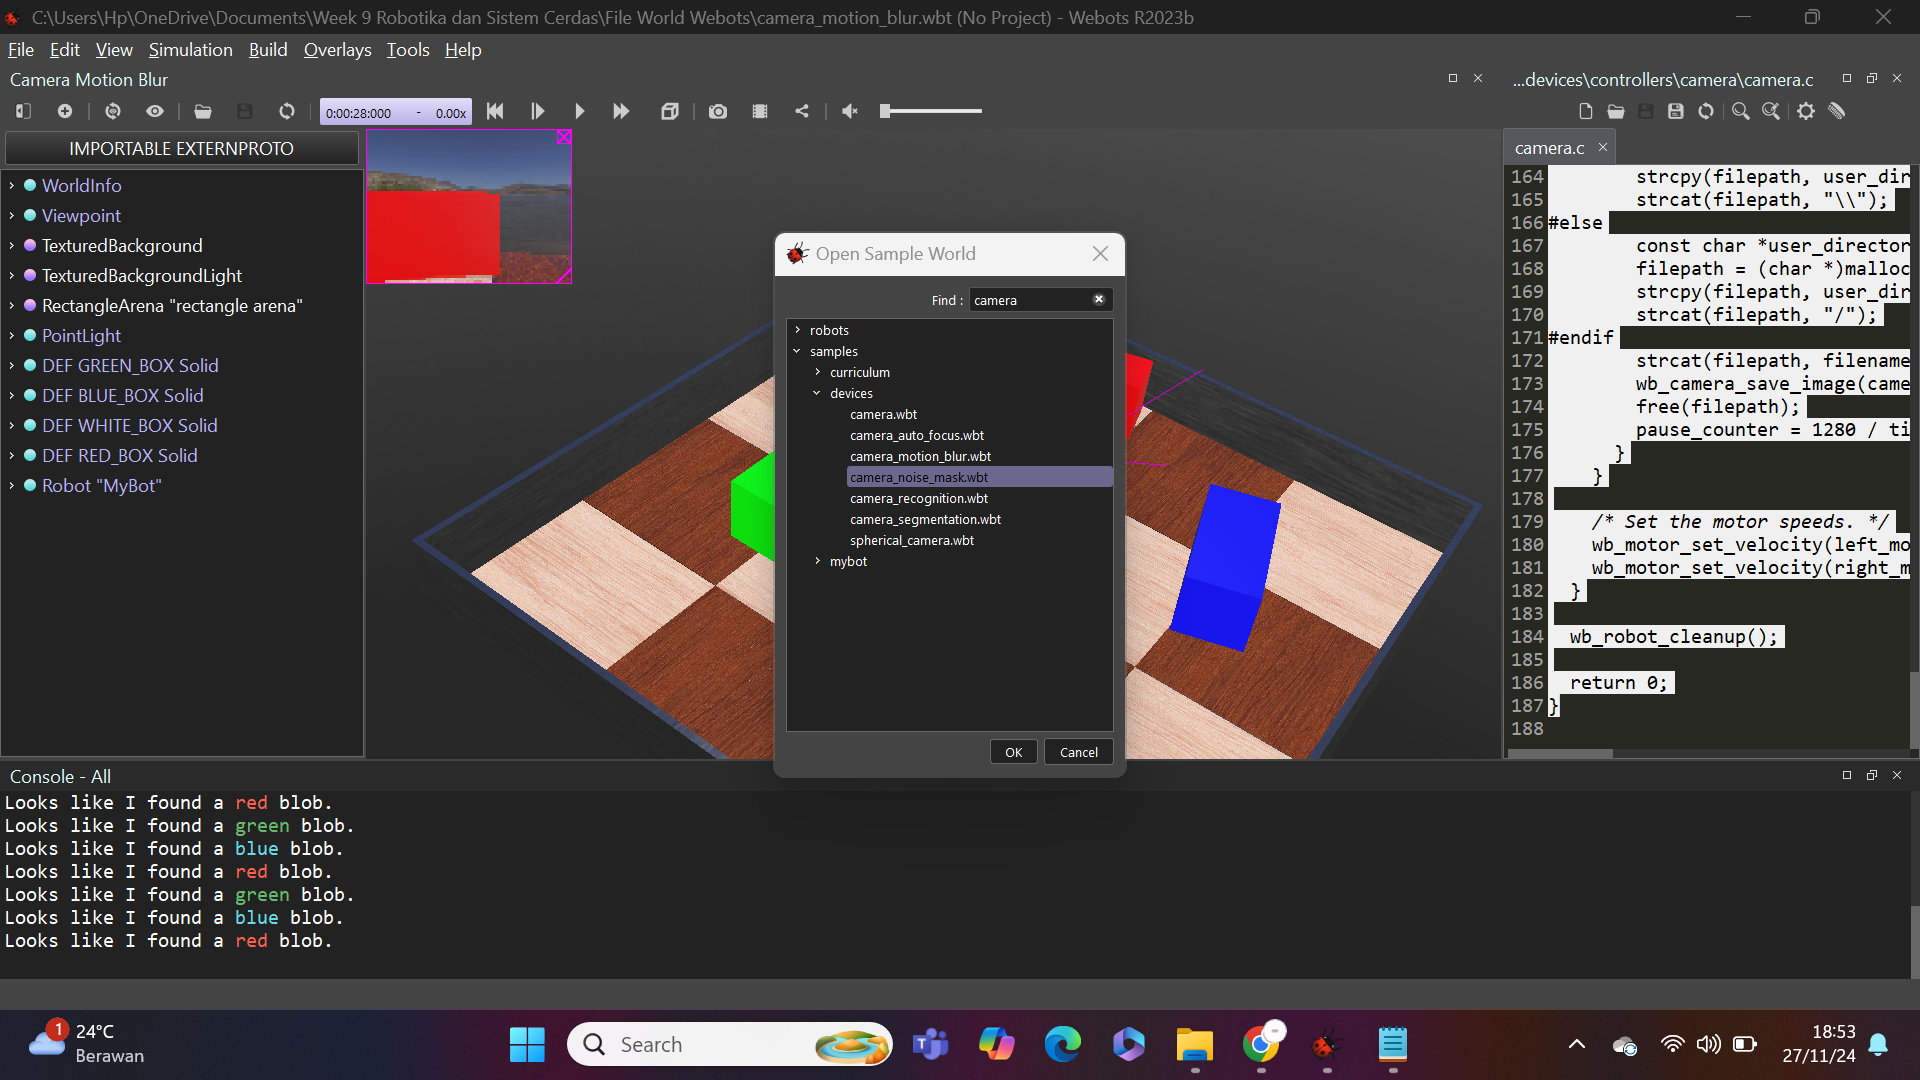 C:\Users\Hp\OneDrive\Documents\Week 9 Robotika dan Sistem Cerdas\File World Webots\camera_motion_blur.wbt (No Project) - Webots R2023b
File Edit View Simulation Build Overlays Tools Help
Camera Motion Blur
...devices\controllers\camera\camera.c
0:00:28:000 - 0.00x
IMPORTABLE EXTERNPROTO
WorldInfo
Viewpoint
TexturedBackground
TexturedBackgroundLight
RectangleArena "rectangle arena"
PointLight
DEF GREEN_BOX Solid
DEF BLUE_BOX Solid
DEF WHITE_BOX Solid
DEF RED_BOX Solid
Robot "MyBot"
Open Sample World
Find : camera
robots
samples
curriculum
devices
camera.wbt
camera_auto_focus.wbt
camera_motion_blur.wbt
camera_noise_mask.wbt
camera_recognition.wbt
camera_segmentation.wbt
spherical_camera.wbt
mybot
OK Cancel
camera.c
164 strcpy(filepath, user_dir
165 strcat(filepath, "\\");
166 #else
167 const char *user_director
168 filepath = (char *)malloc
169 strcpy(filepath, user_dir
170 strcat(filepath, "/");
171 #endif
172 strcat(filepath, filename
173 wb_camera_save_image(came
174 free(filepath);
175 pause_counter = 1280 / ti
176 }
177 }
178
179 /* Set the motor speeds. */
180 wb_motor_set_velocity(left_mo
181 wb_motor_set_velocity(right_m
182 }
183
184 wb_robot_cleanup();
185
186 return 0;
187 }
188
Console - All
Looks like I found a red blob.
Looks like I found a green blob.
Looks like I found a blue blob.
Looks like I found a red blob.
Looks like I found a green blob.
Looks like I found a blue blob.
Looks like I found a red blob.
1
24°C
Berawan
Search
18:53
27/11/24